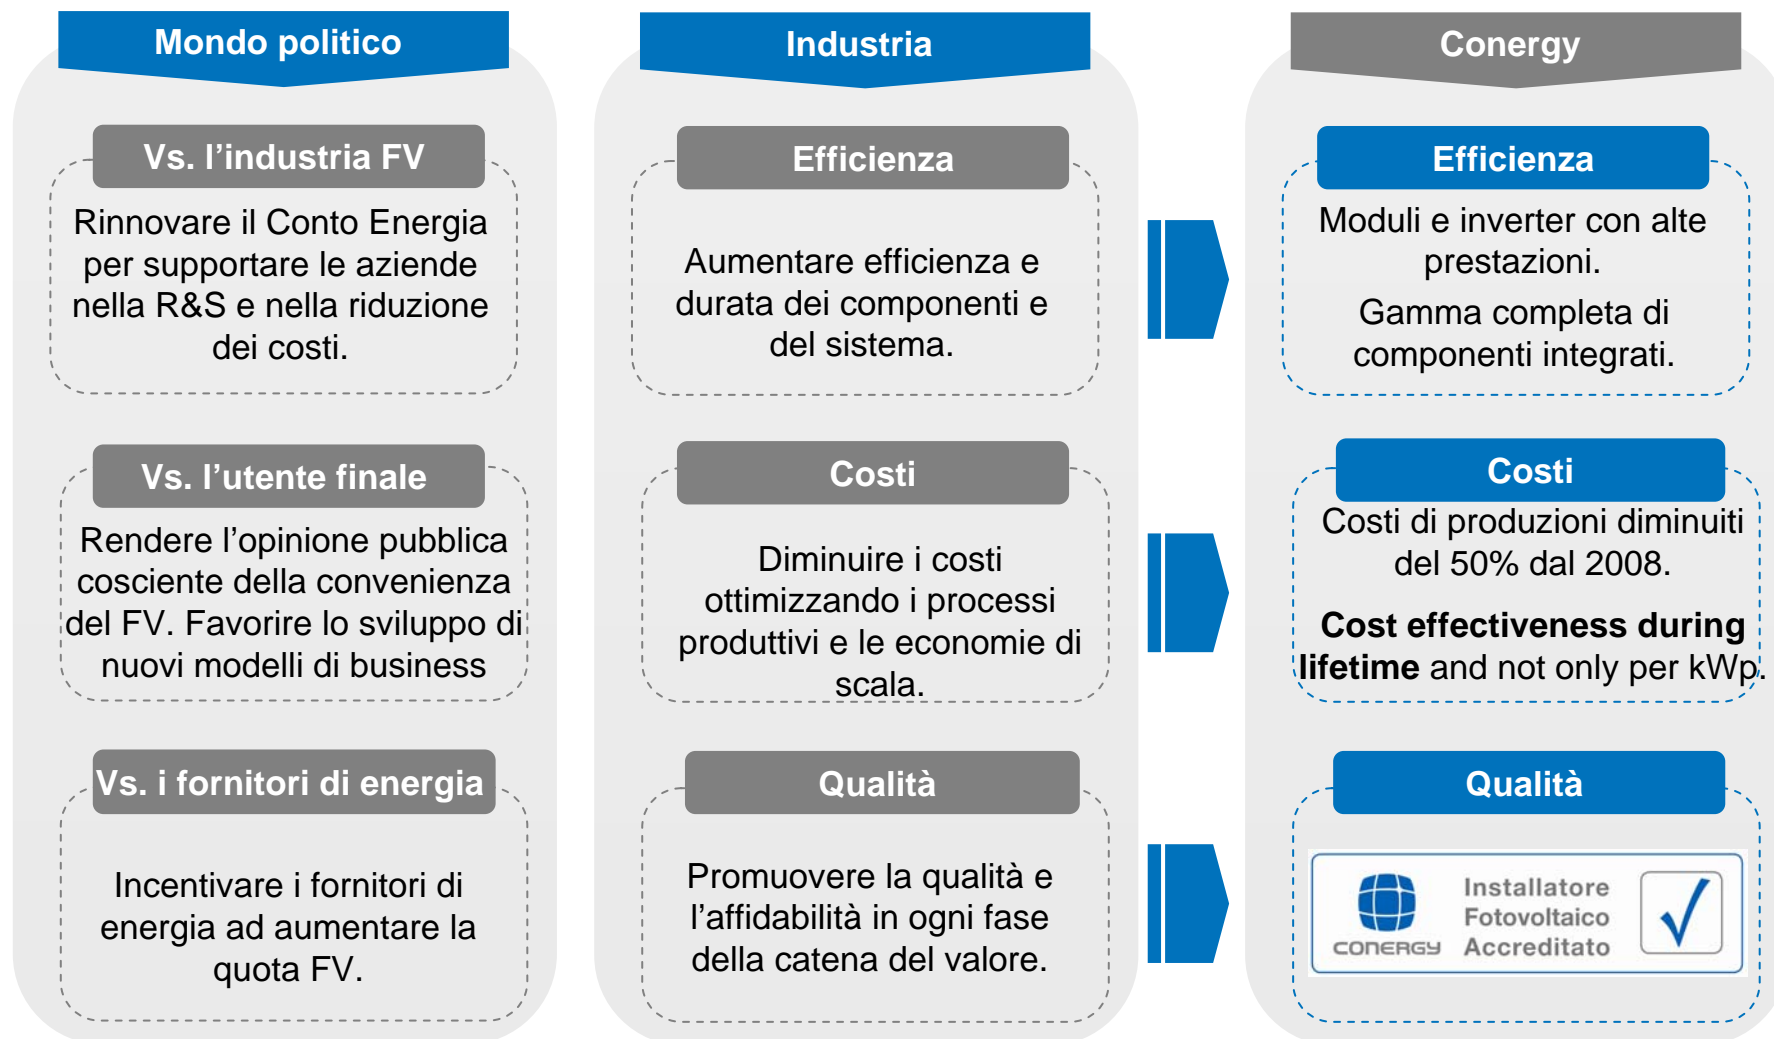 Mondo politico
Vs. l’industria FV
Rinnovare il Conto Energia
per supportare le aziende
nella R&S e nella riduzione
dei costi.
Vs. l’utente finale
Rendere l’opinione pubblica
cosciente della convenienza
del FV. Favorire lo sviluppo di
nuovi modelli di business
Vs. i fornitori di energia
Incentivare i fornitori di
energia ad aumentare la
quota FV.
Industria
Efficienza
Aumentare efficienza e
durata dei componenti e
del sistema.
Costi
Diminuire i costi
ottimizzando i processi
produttivi e le economie di
scala.
Qualità
Promuovere la qualità e
l’affidabilità in ogni fase
della catena del valore.
Conergy
Efficienza
Moduli e inverter con alte
prestazioni.
Gamma completa di
componenti integrati.
Costi
Costi di produzioni diminuiti
del 50% dal 2008.
Cost effectiveness during
lifetime and not only per kWp.
Qualità
CONERGY
Installatore
Fotovoltaico
Accreditato